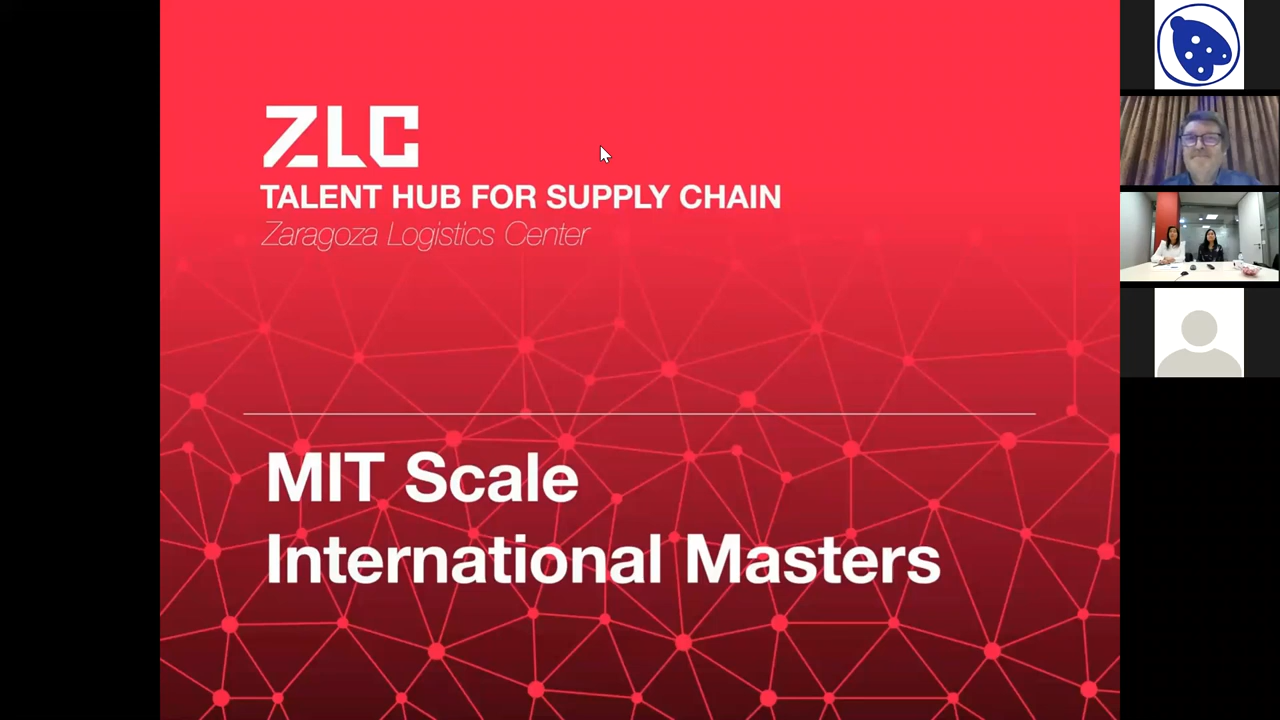 ZLC
TALENT HUB FOR SUPPLY CHAIN
Zaragoza Logistics Center
MIT Scale
International Masters